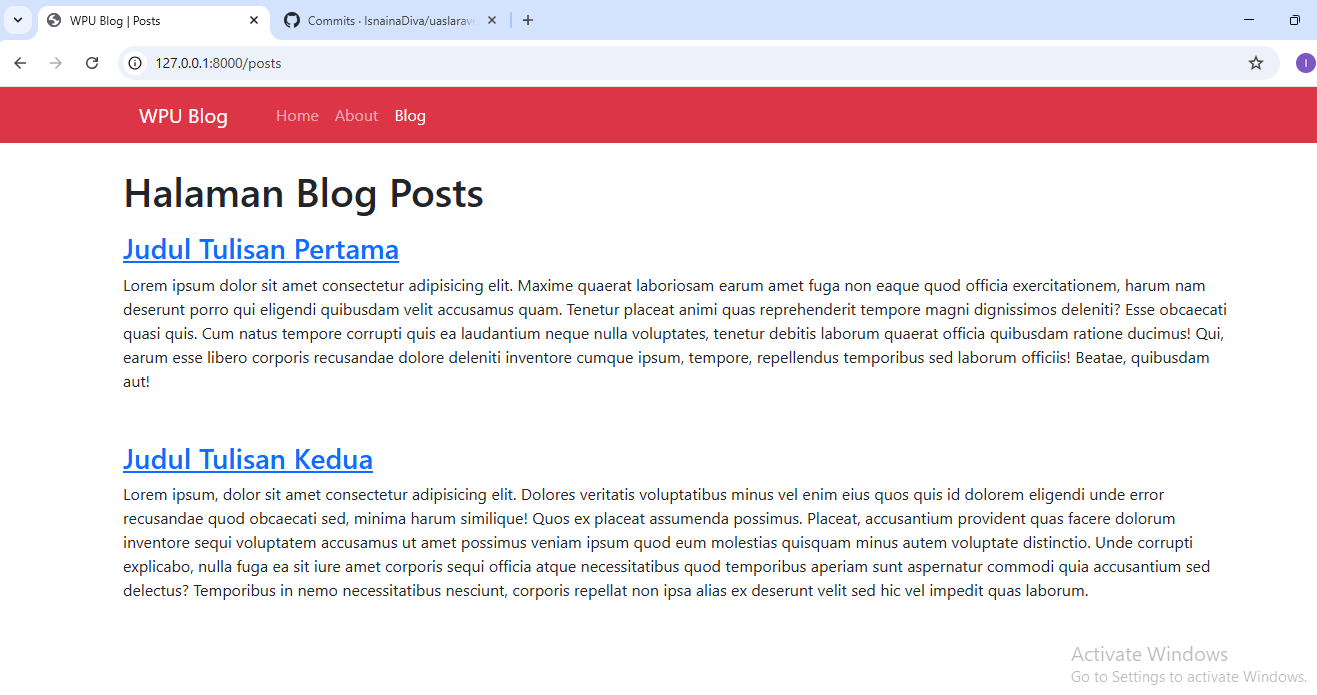 WPU Blog | Posts
Commits · IsnainaDiva/uaslarav
127.0.0.1:8000/posts
I
WPU Blog Home About Blog
Halaman Blog Posts
Judul Tulisan Pertama
Lorem ipsum dolor sit amet consectetur adipisicing elit. Maxime quaerat laboriosam earum amet fuga non eaque quod officia exercitationem, harum nam
deserunt porro qui eligendi quibusdam velit accusamus quam. Tenetur placeat animi quas reprehenderit tempore magni dignissimos deleniti? Esse obcaecati
quasi quis. Cum natus tempore corrupti quis ea laudantium neque nulla voluptates, tenetur debitis laborum quaerat officia quibusdam ratione ducimus! Qui,
earum esse libero corporis recusandae dolore deleniti inventore cumque ipsum, tempore, repellendus temporibus sed laborum officiis! Beatae, quibusdam
aut!
Judul Tulisan Kedua
Lorem ipsum, dolor sit amet consectetur adipisicing elit. Dolores veritatis voluptatibus minus vel enim eius quos quis id dolorem eligendi unde error
recusandae quod obcaecati sed, minima harum similique! Quos ex placeat assumenda possimus. Placeat, accusantium provident quas facere dolorum
inventore sequi voluptatem accusamus ut amet possimus veniam ipsum quod eum molestias quisquam minus autem voluptate distinctio. Unde corrupti
explicabo, nulla fuga ea sit iure amet corporis sequi officia atque necessitatibus quod temporibus aperiam sunt aspernatur commodi quia accusantium sed
delectus? Temporibus in nemo necessitatibus nesciunt, corporis repellat non ipsa alias ex deserunt velit sed hic vel impedit quas laborum.
Activate Windows
Go to Settings to activate Windows.